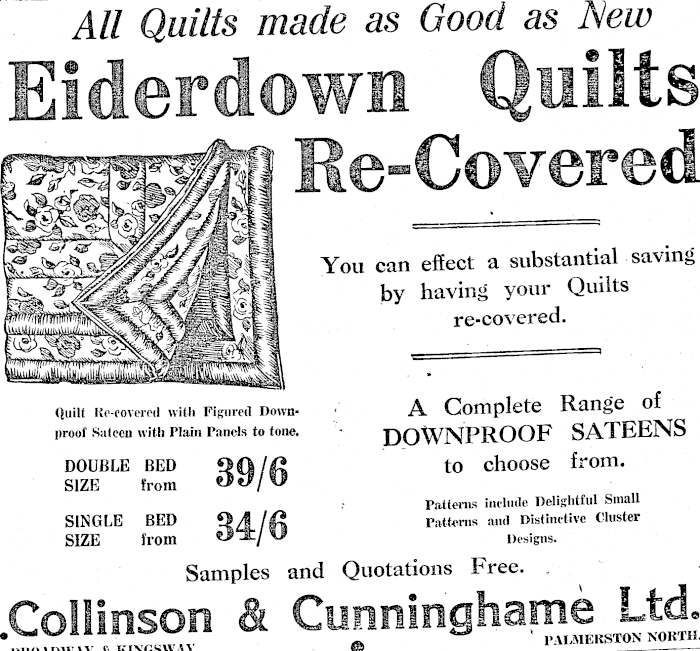 All Quilts made as Good as New
Eiderdown Quilts
Re-Covered
You can effect a substantial saving
by having your Quilts
re-covered.
Quilt Re-covered with Figured Down-
proof Sateen with Plain Panels to tone.
DOUBLE BED
SIZE from 39/6
SINGLE BED
SIZE from 34/6
A Complete Range of
DOWNPROOF SATEENS
to choose from.
Patterns include Delightful Small
Patterns and Distinctive Cluster
Designs.
Samples and Quotations Free.
Collinson & Cunninghame Ltd.
BROADWAY & KINGSWAY PALMERSTON NORTH.